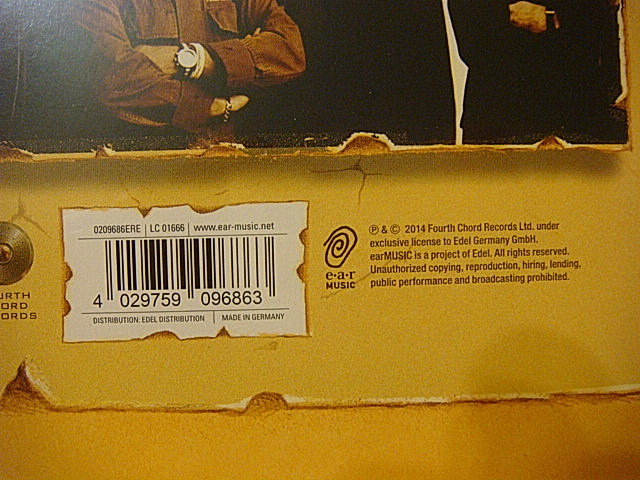 0209686ERE | LC 01666 | www.ear-music.net
4 029759 096863
DISTRIBUTION: EDEL DISTRIBUTION | MADE IN GERMANY
e·a·r
MUSIC
℗ & © 2014 Fourth Chord Records Ltd. under
exclusive license to Edel Germany GmbH.
earMUSIC is a project of Edel. All rights reserved.
Unauthorized copying, reproduction, hiring, lending,
public performance and broadcasting prohibited.
URTH
ORD
ORDS